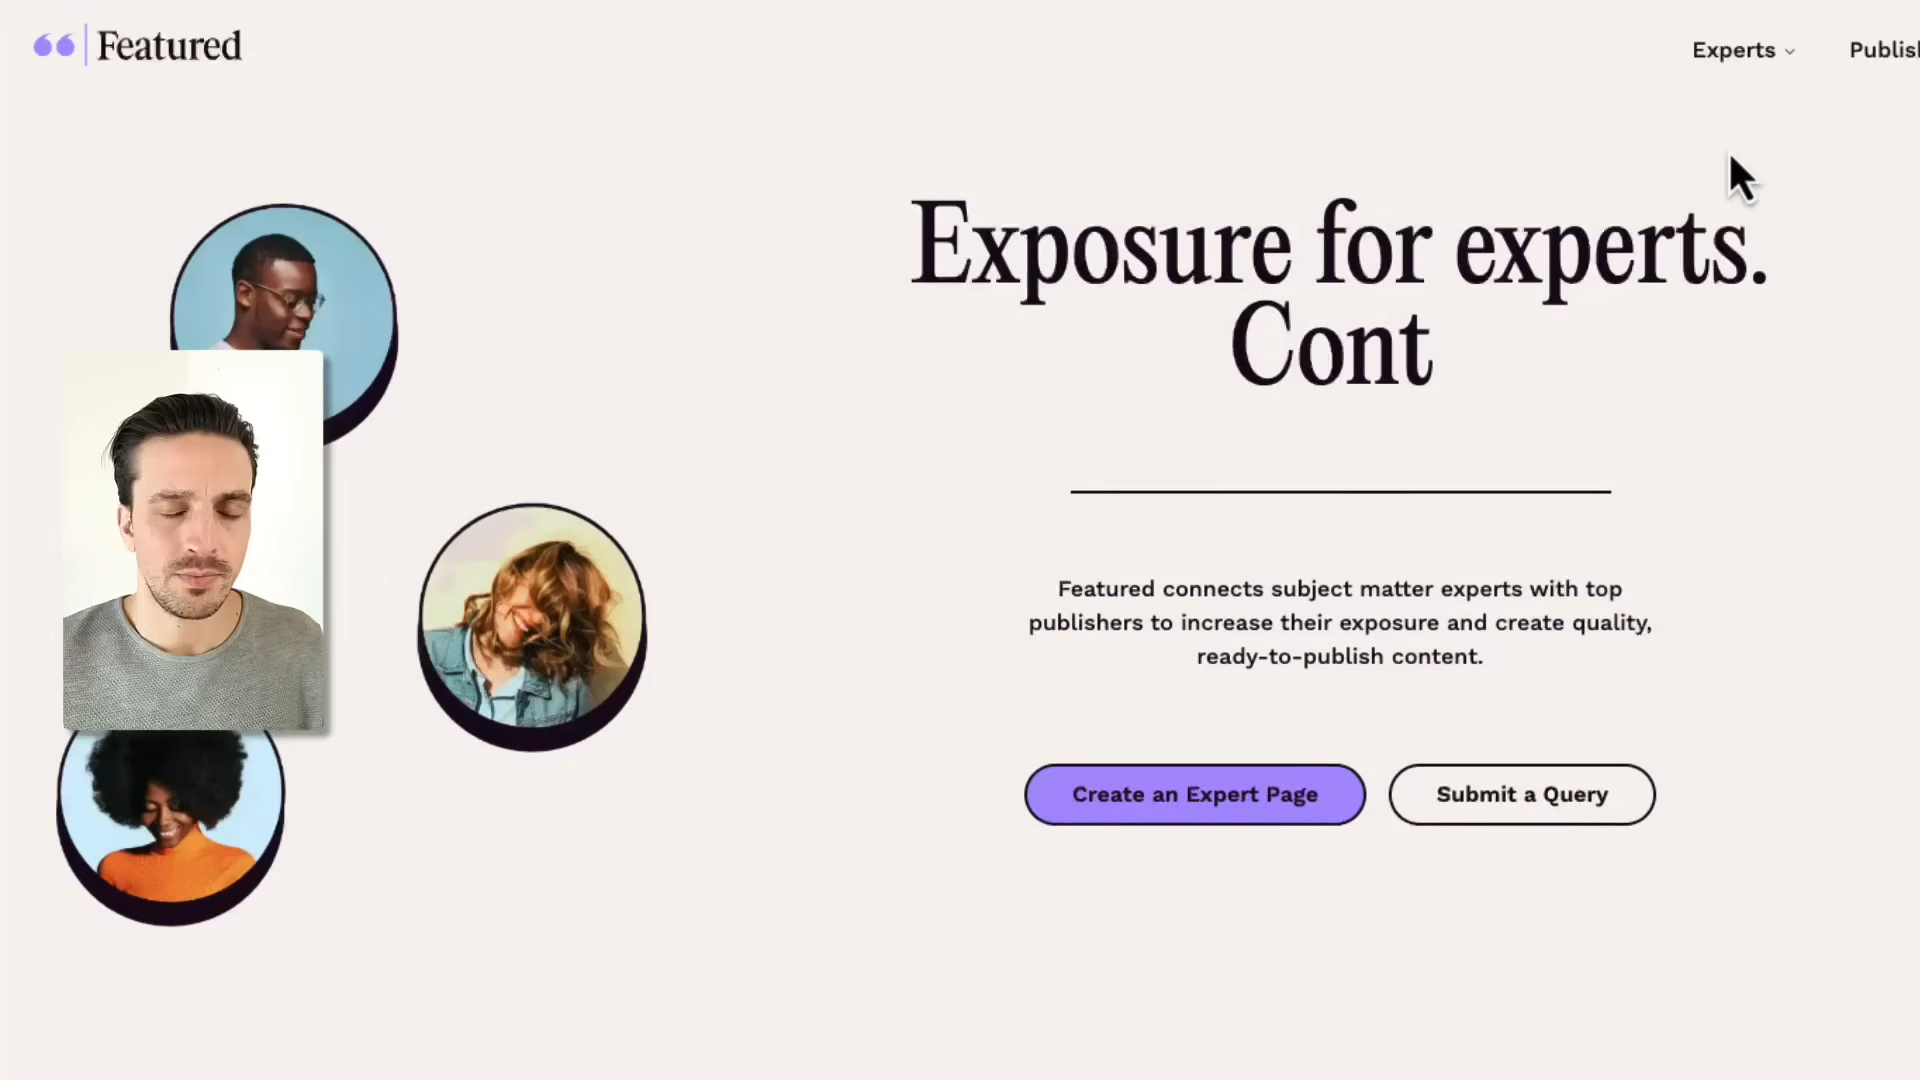 Featured
Experts
Publish
Exposure for experts.
Cont
Featured connects subject matter experts with top
publishers to increase their exposure and create quality,
ready-to-publish content.
Create an Expert Page
Submit a Query